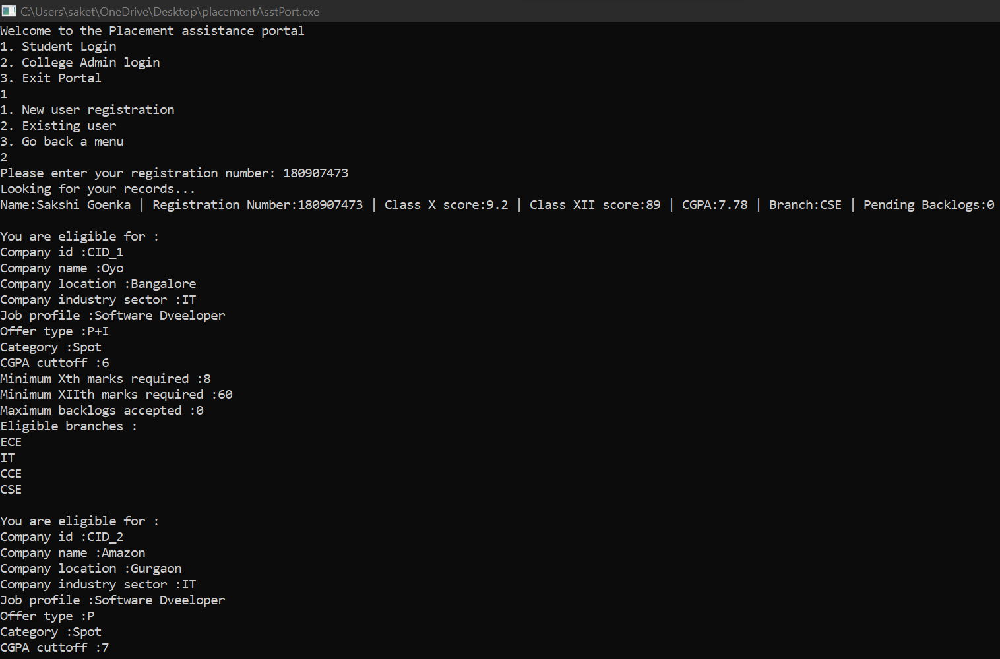 C:\Users\saket\OneDrive\Desktop\placementAsstPort.exe
Welcome to the Placement assistance portal
1. Student Login
2. College Admin login
3. Exit Portal
1
1. New user registration
2. Existing user
3. Go back a menu
2
Please enter your registration number: 180907473
Looking for your records...
Name:Sakshi Goenka | Registration Number:180907473 | Class X score:9.2 | Class XII score:89 | CGPA:7.78 | Branch:CSE | Pending Backlogs:0
You are eligible for :
Company id :CID_1
Company name :Oyo
Company location :Bangalore
Company industry sector :IT
Job profile :Software Dveeloper
Offer type :P+I
Category :Spot
CGPA cuttoff :6
Minimum Xth marks required :8
Minimum XIIth marks required :60
Maximum backlogs accepted :0
Eligible branches :
ECE
IT
CCE
CSE
You are eligible for :
Company id :CID_2
Company name :Amazon
Company location :Gurgaon
Company industry sector :IT
Job profile :Software Dveeloper
Offer type :P
Category :Spot
CGPA cuttoff :7